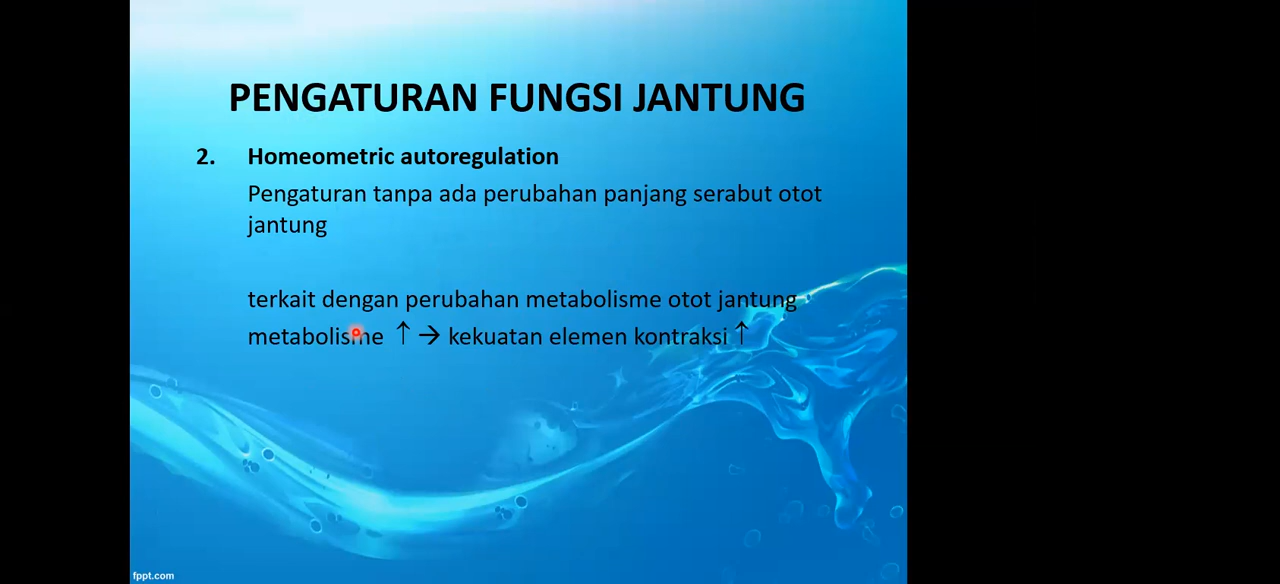 PENGATURAN FUNGSI JANTUNG
2. Homeometric autoregulation
Pengaturan tanpa ada perubahan panjang serabut otot
jantung
terkait dengan perubahan metabolisme otot jantung
metabolisme ↑ → kekuatan elemen kontraksi ↑
fppt.com